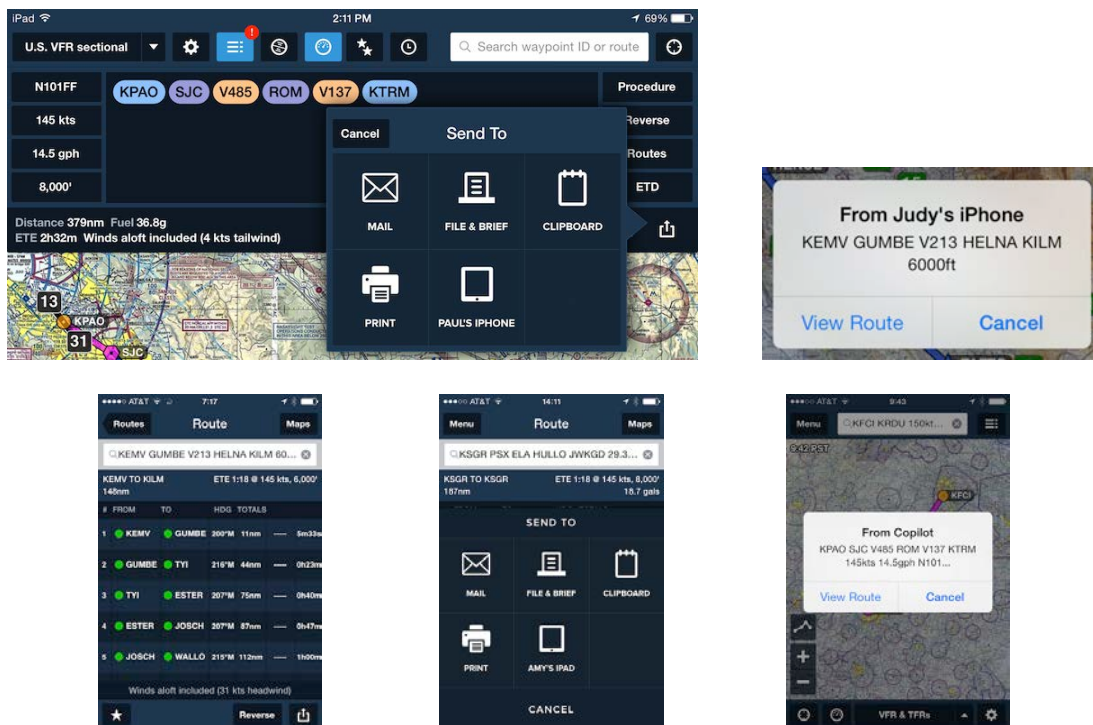 iPad 2:11 PM 69%
U.S. VFR sectional
!
Search waypoint ID or route
N101FF KPAO SJC V485 ROM V137 KTRM Procedure
145 kts Cancel Send To Reverse
14.5 gph Routes
8,000' ETD
MAIL FILE & BRIEF CLIPBOARD
Distance 379nm Fuel 36.8g
ETE 2h32m Winds aloft included (4 kts tailwind)
PRINT PAUL'S IPHONE
13
KPAO
31
SJC
From Judy's iPhone
KEMV GUMBE V213 HELNA KILM
6000ft
View Route Cancel
AT&T 7:17
Routes Route Maps
KEMV GUMBE V213 HELNA KILM 60...
KEMV TO KILM ETE 1:18 @ 145 kts, 6,000'
148nm
# FROM TO HDG TOTALS
1 KEMV GUMBE 200°M 11nm — 5m33s
2 GUMBE TYI 216°M 44nm — 0h23m
3 TYI ESTER 207°M 75nm — 0h40m
4 ESTER JOSCH 207°M 87nm — 0h47m
5 JOSCH WALLO 215°M 112nm — 1h00m
Winds aloft included (31 kts headwind)
Reverse
AT&T 14:11
Menu Route Maps
KSGR PSX ELA HULLO JWKGD 29.3...
KSGR TO KSGR ETE 1:18 @ 145 kts, 8,000'
187nm 18.7 gals
SEND TO
MAIL FILE & BRIEF CLIPBOARD
PRINT AMY'S IPAD
CANCEL
AT&T 9:43
Menu KFCI KRDU 150kt...
9:42 PST
KFCI
From Copilot
KPAO SJC V485 ROM V137 KTRM
145kts 14.5gph N101...
View Route Cancel
VFR & TFRs